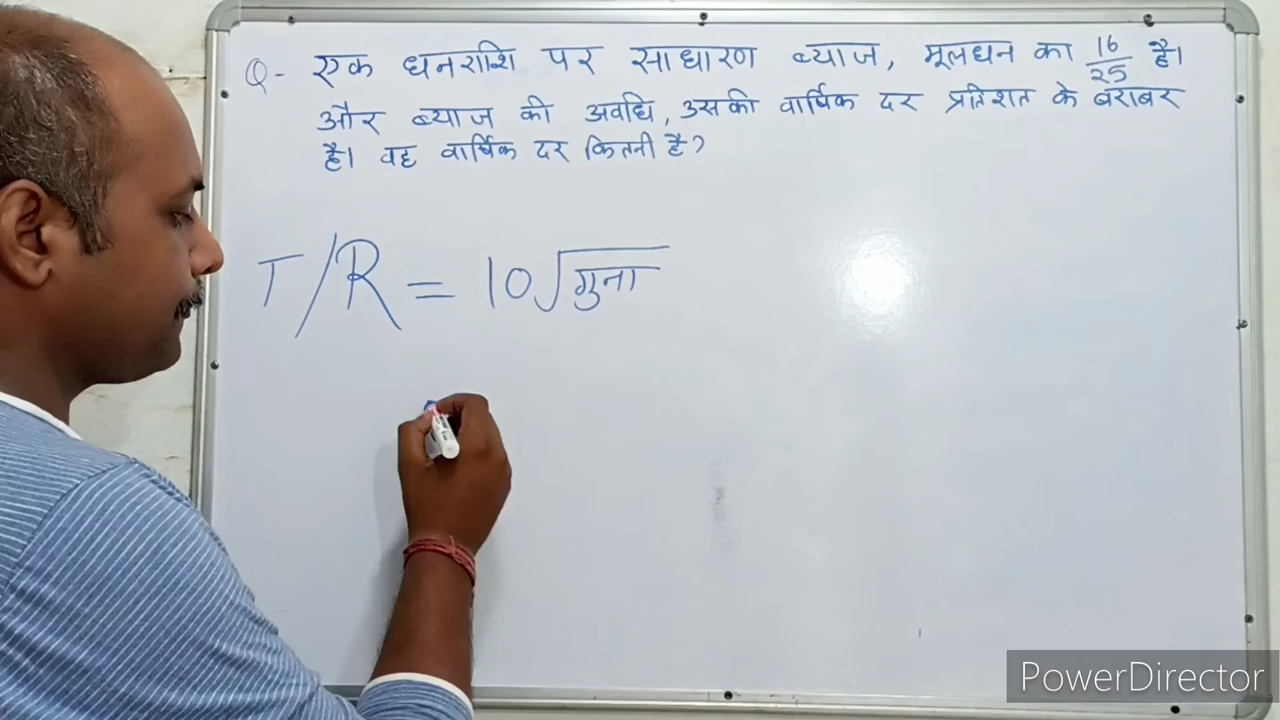 Q- एक धनराशि पर साधारण ब्याज, मूलधन का 16/25 है।
और ब्याज की अवधि, उसकी वार्षिक दर प्रतिशत के बराबर
है। वह वार्षिक दर कितनी है?
T/R = 10√गुना
PowerDirector